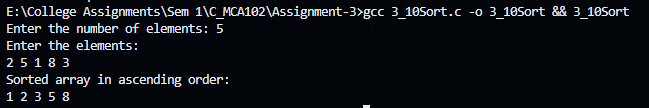 E:\College Assignments\Sem 1\C_MCA102\Assignment-3>gcc 3_10Sort.c -o 3_10Sort && 3_10Sort
Enter the number of elements: 5
Enter the elements:
2 5 1 8 3
Sorted array in ascending order:
1 2 3 5 8